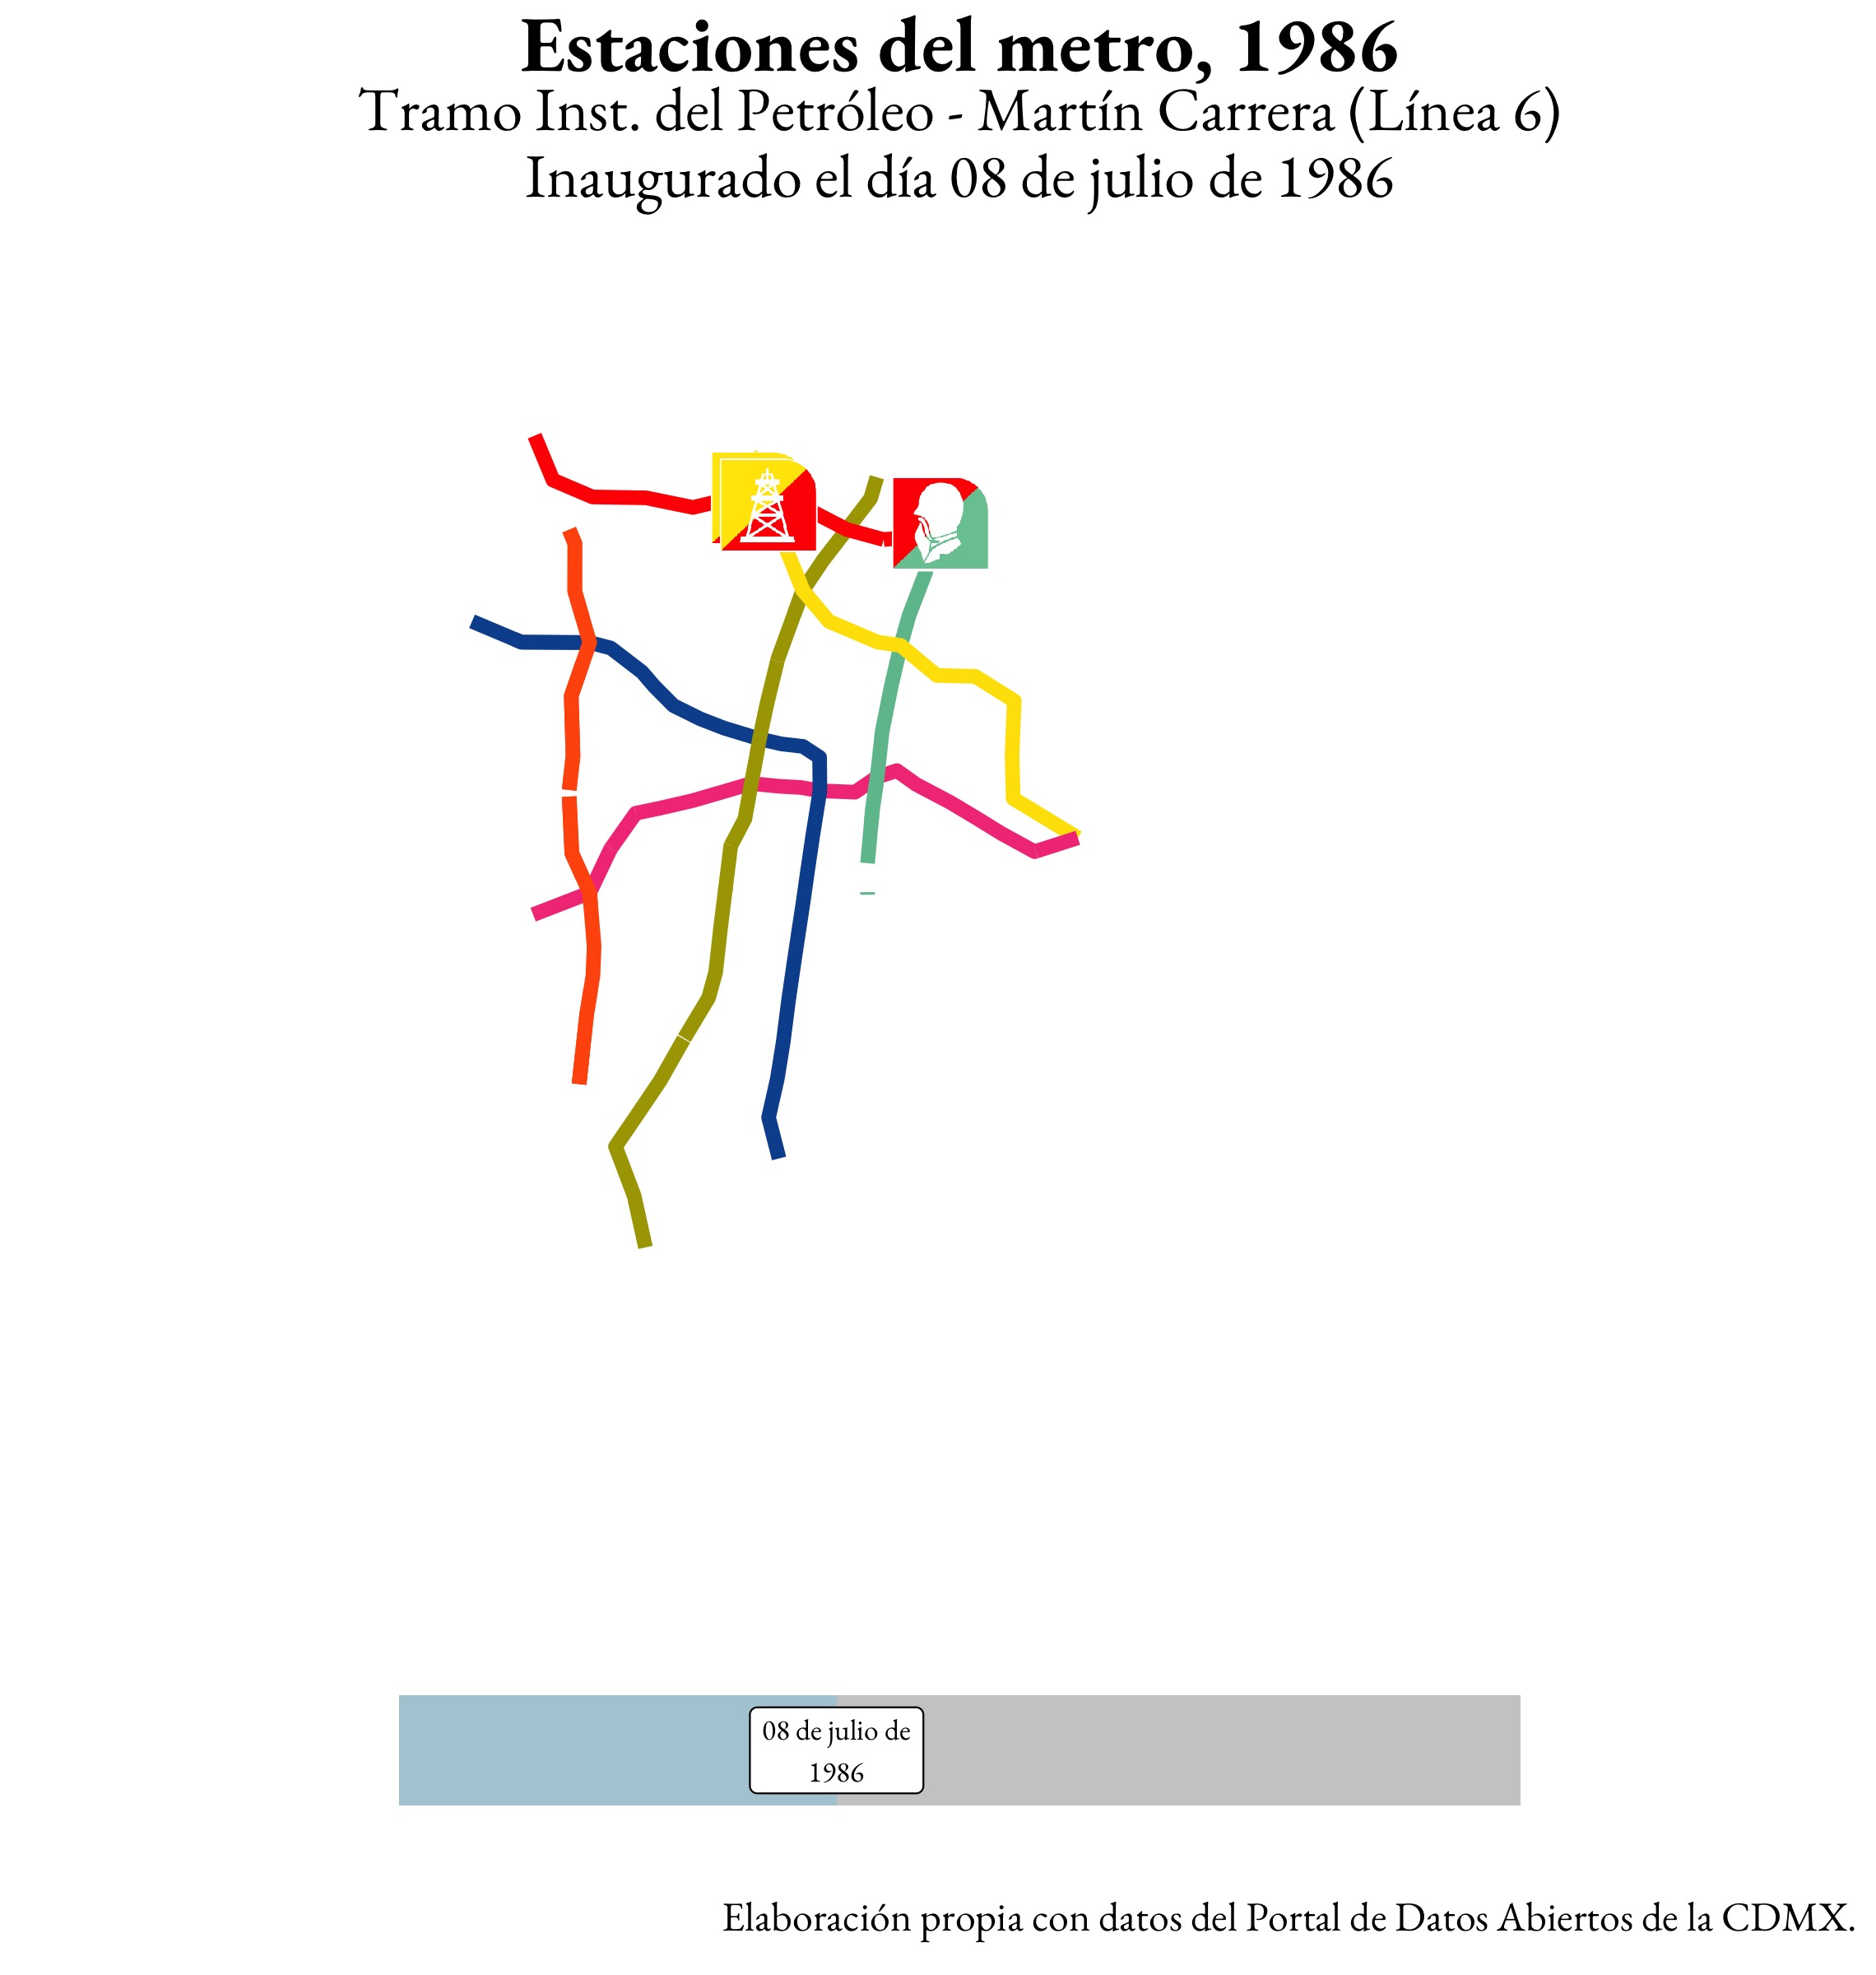 Estaciones del metro, 1986
Tramo Inst. del Petróleo - Martín Carrera (Línea 6)
Inaugurado el día 08 de julio de 1986
08 de julio de
1986
Elaboración propia con datos del Portal de Datos Abiertos de la CDMX.